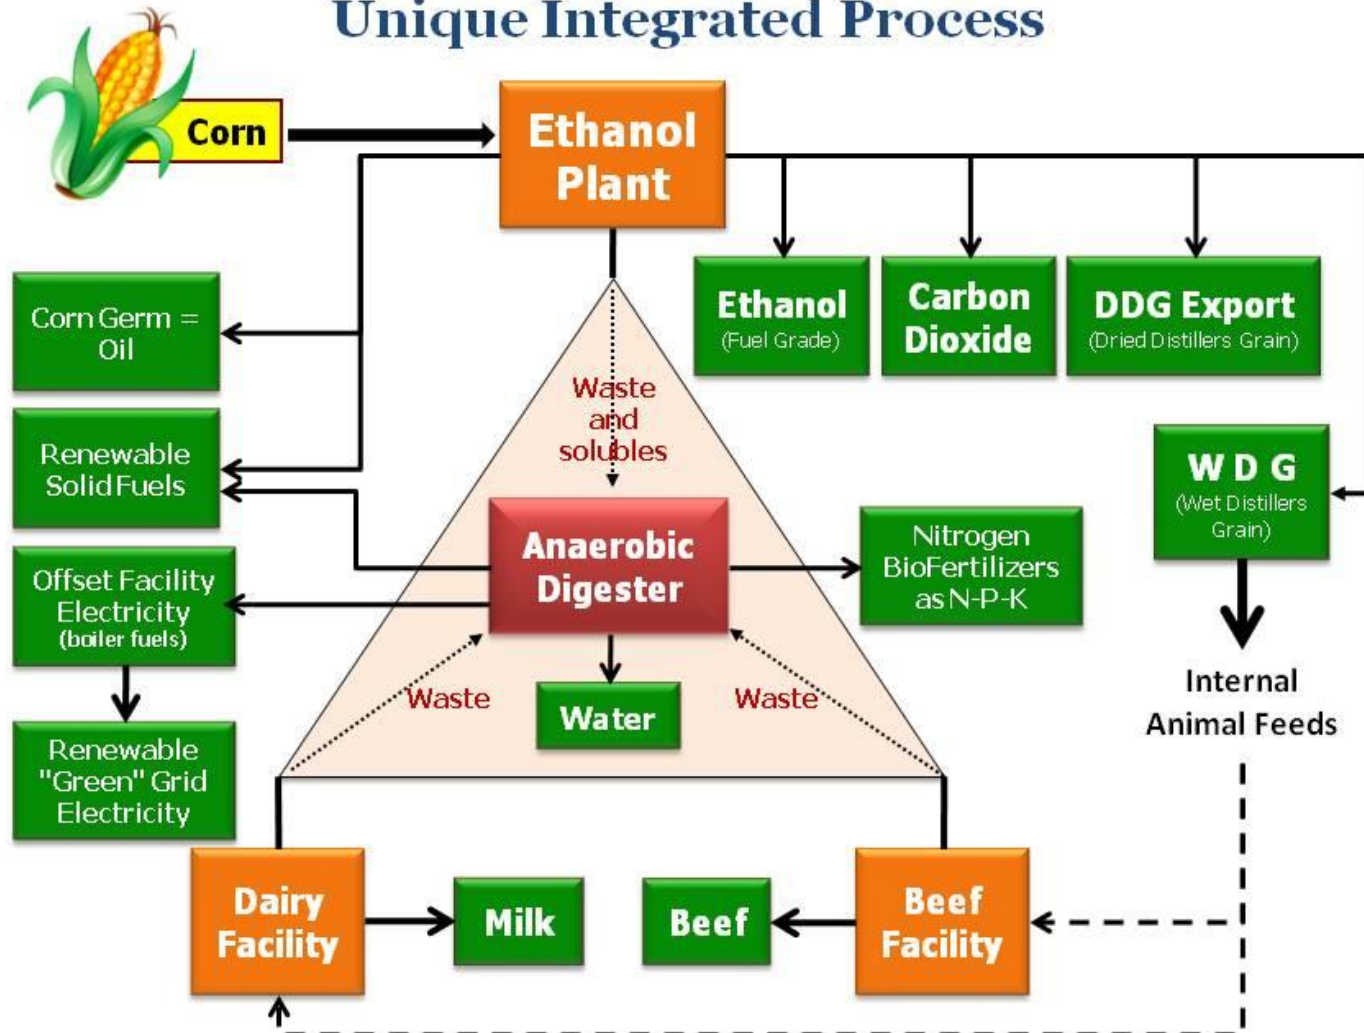 Unique Integrated Process
Corn
Ethanol
Plant
Corn Germ =
Oil
Ethanol
(Fuel Grade)
Carbon
Dioxide
DDG Export
(Dried Distillers Grain)
Waste
and
solubles
Renewable
Solid Fuels
W D G
(Wet Distillers
Grain)
Anaerobic
Digester
Nitrogen
BioFertilizers
as N-P-K
Offset Facility
Electricity
(boiler fuels)
Waste
Waste
Water
Internal
Animal Feeds
Renewable
"Green" Grid
Electricity
Dairy
Facility
Milk
Beef
Beef
Facility